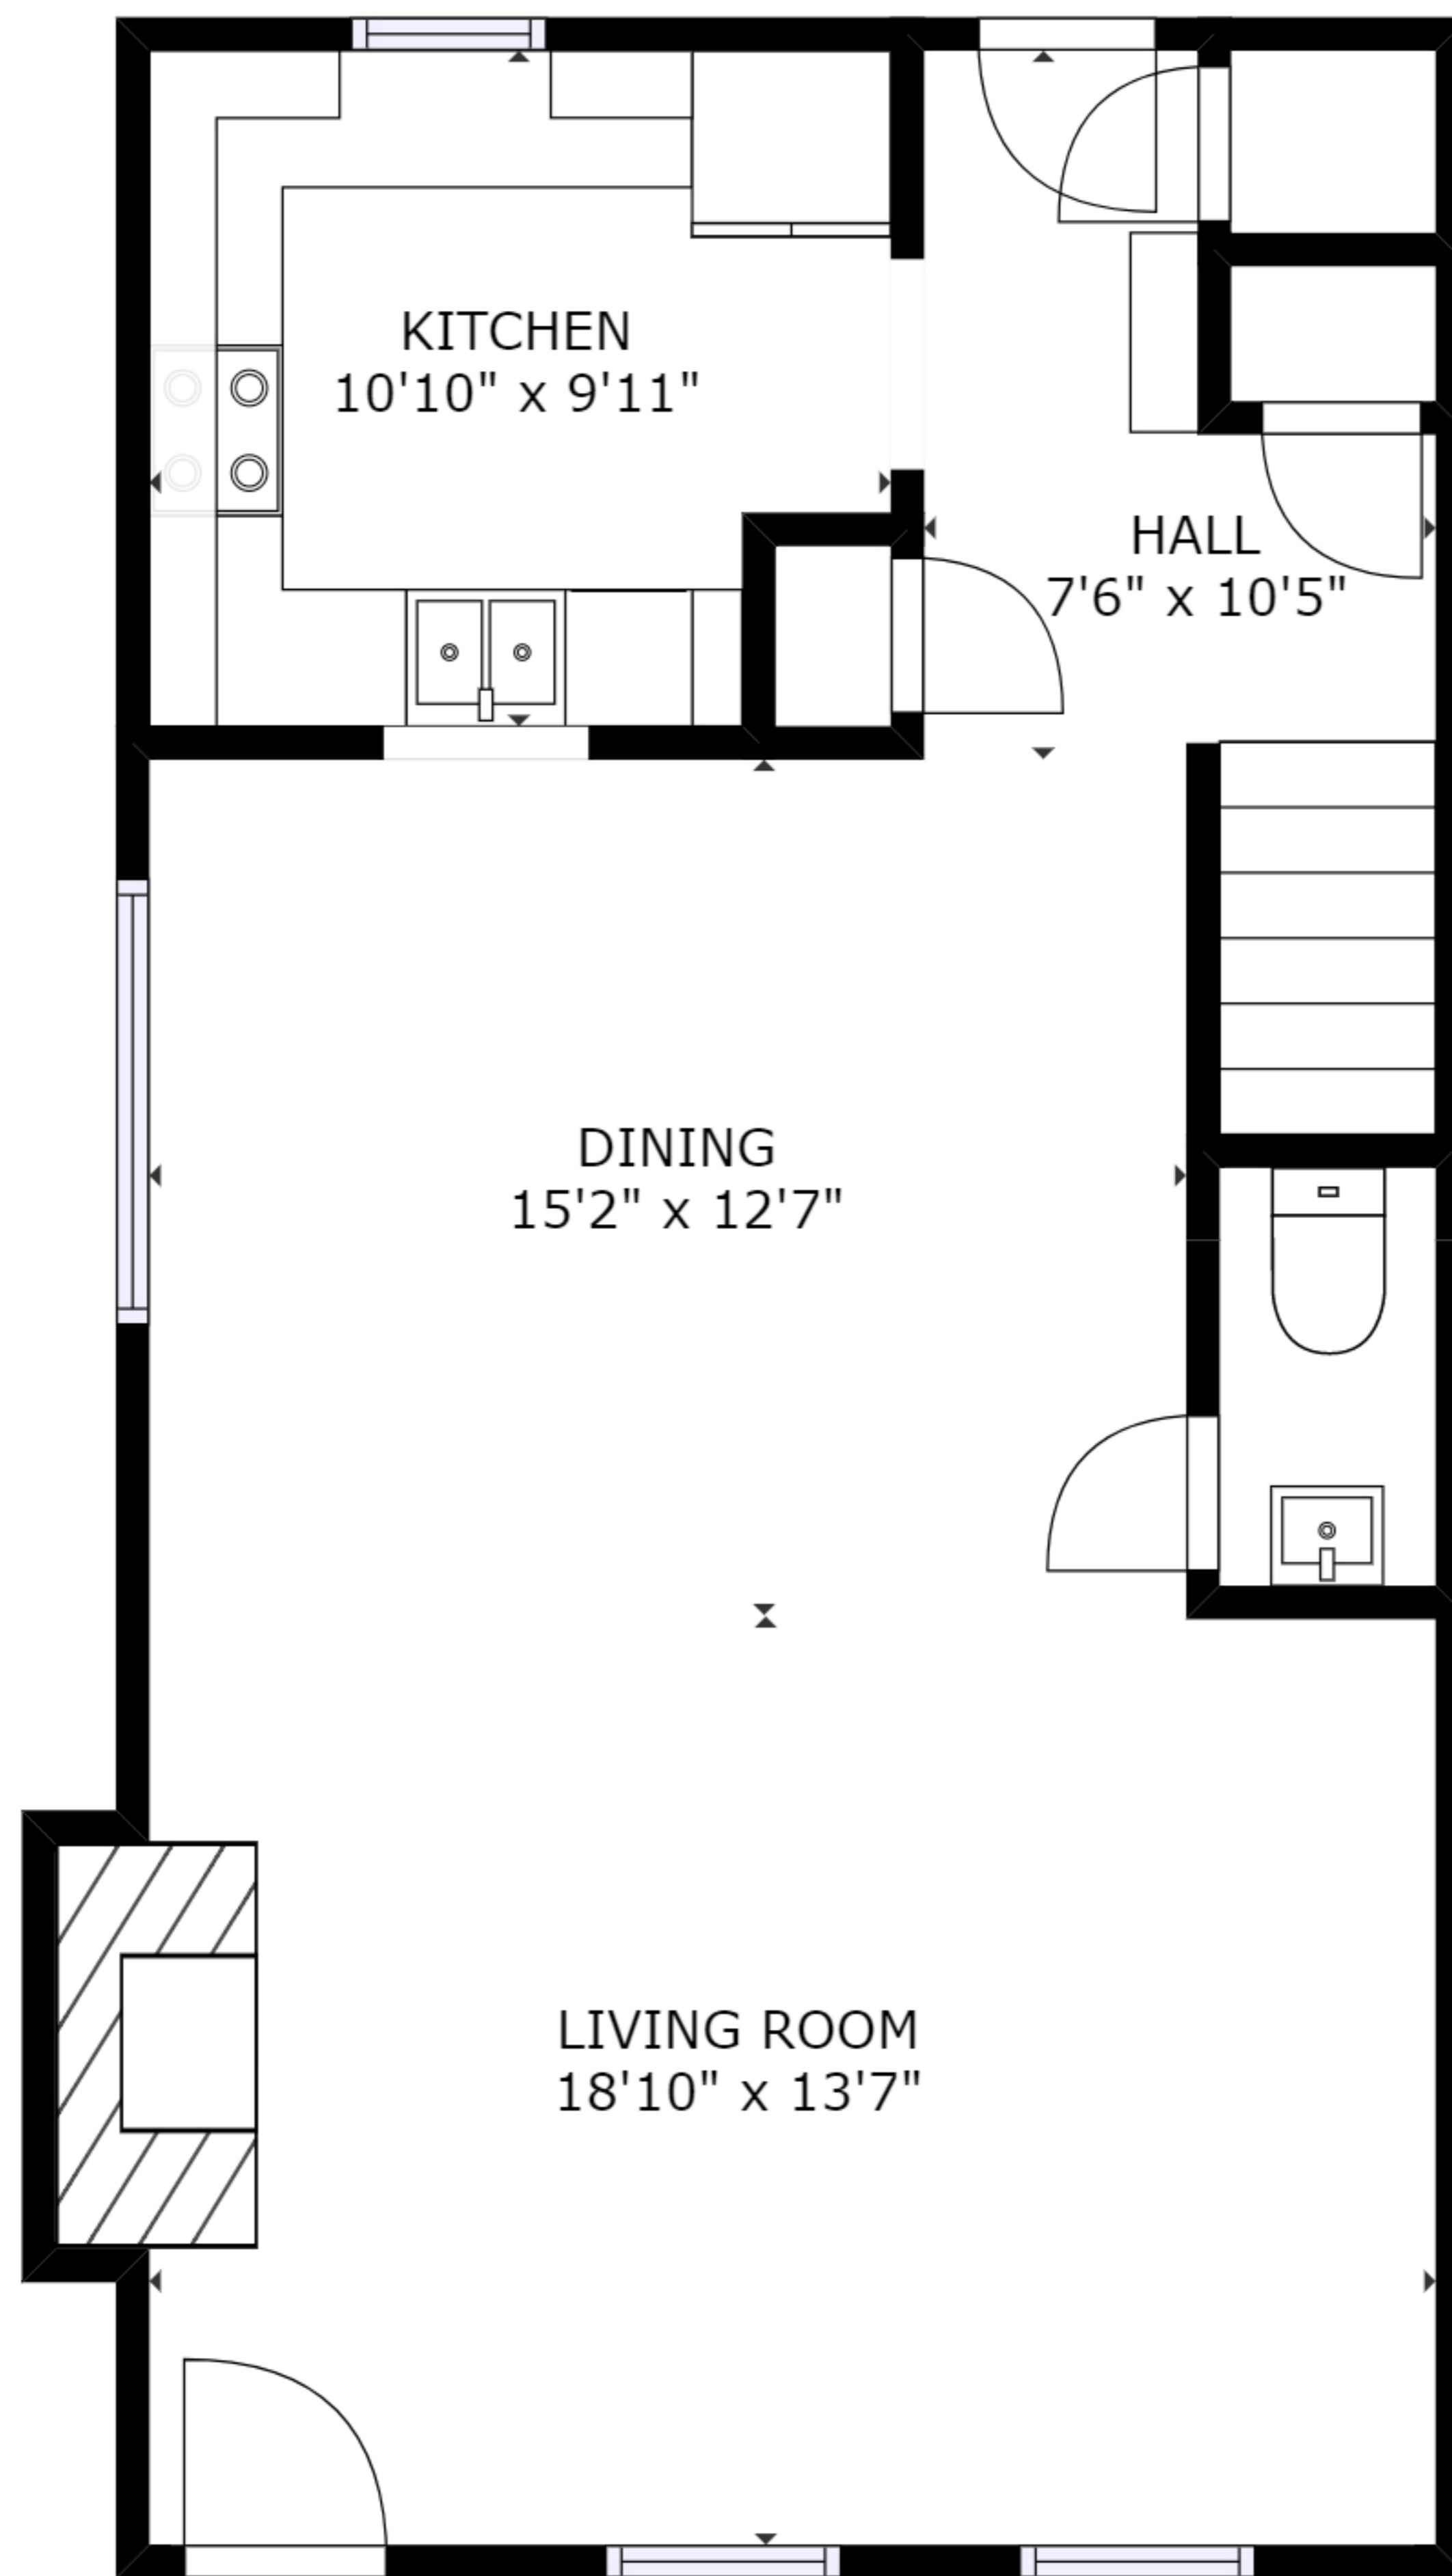 KITCHEN
10'10" x 9'11"
HALL
7'6" x 10'5"
DINING
15'2" x 12'7"
LIVING ROOM
18'10" x 13'7"